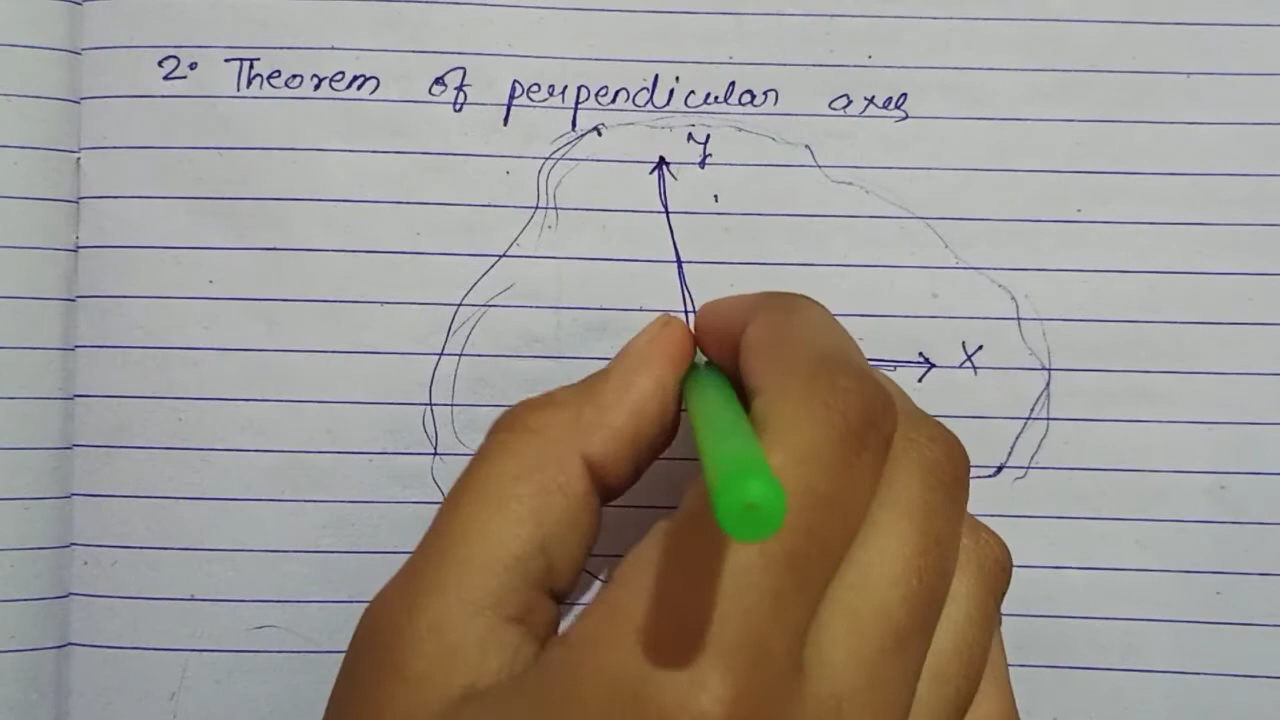 2. Theorem of perpendicular axes
y
X